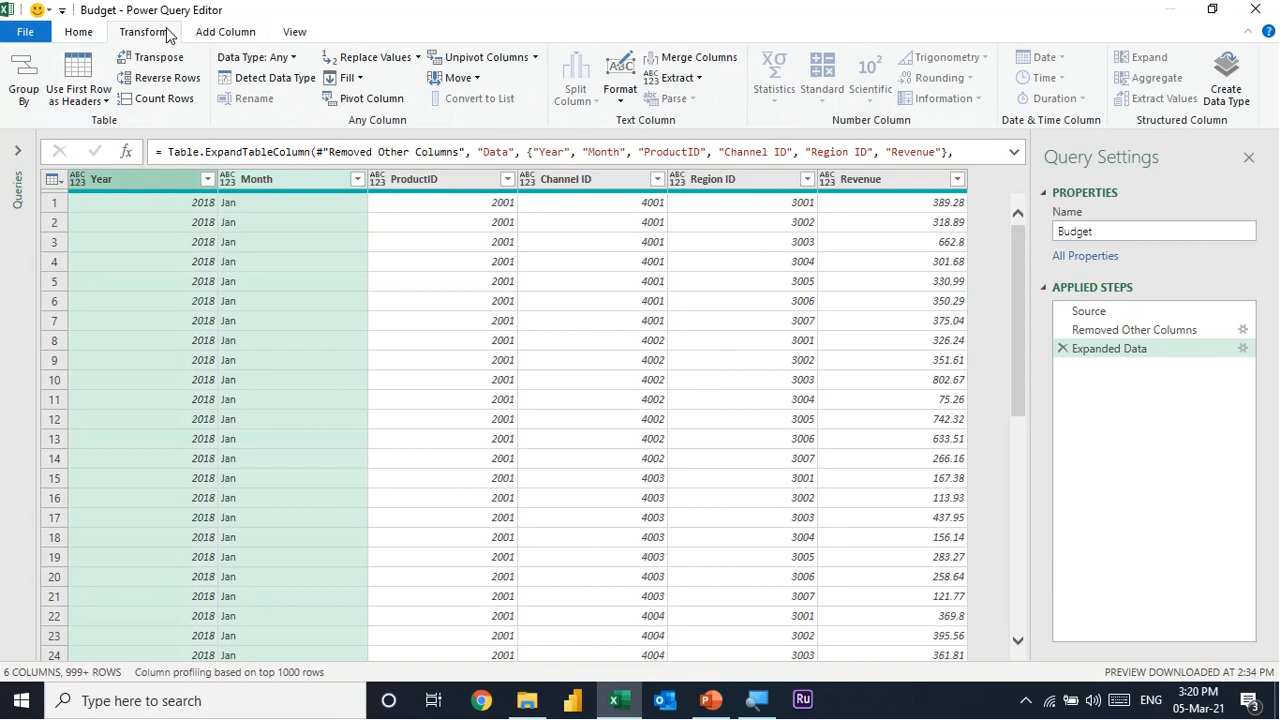 Budget - Power Query Editor
File Home Transform Add Column View
Group By
Use First Row as Headers
Transpose
Reverse Rows
Count Rows
Table
Data Type: Any
Detect Data Type
Rename
Replace Values
Fill
Pivot Column
Unpivot Columns
Move
Convert to List
Any Column
Split Column
Format
Merge Columns
Extract
Parse
Text Column
Statistics
Standard
Scientific
Trigonometry
Rounding
Information
Number Column
Date
Time
Duration
Date & Time Column
Expand
Aggregate
Extract Values
Create Data Type
Structured Column
Queries
= Table.ExpandTableColumn(#"Removed Other Columns", "Data", {"Year", "Month", "ProductID", "Channel ID", "Region ID", "Revenue"},
ABC 123 Year ABC 123 Month ABC 123 ProductID ABC 123 Channel ID ABC 123 Region ID ABC 123 Revenue
1 2018 Jan 2001 4001 3001 389.28
2 2018 Jan 2001 4001 3002 318.89
3 2018 Jan 2001 4001 3003 662.8
4 2018 Jan 2001 4001 3004 301.68
5 2018 Jan 2001 4001 3005 330.99
6 2018 Jan 2001 4001 3006 350.29
7 2018 Jan 2001 4001 3007 375.04
8 2018 Jan 2001 4002 3001 326.24
9 2018 Jan 2001 4002 3002 351.61
10 2018 Jan 2001 4002 3003 802.67
11 2018 Jan 2001 4002 3004 75.26
12 2018 Jan 2001 4002 3005 742.32
13 2018 Jan 2001 4002 3006 633.51
14 2018 Jan 2001 4002 3007 266.16
15 2018 Jan 2001 4003 3001 167.38
16 2018 Jan 2001 4003 3002 113.93
17 2018 Jan 2001 4003 3003 437.95
18 2018 Jan 2001 4003 3004 156.14
19 2018 Jan 2001 4003 3005 283.27
20 2018 Jan 2001 4003 3006 258.64
21 2018 Jan 2001 4003 3007 121.77
22 2018 Jan 2001 4004 3001 369.8
23 2018 Jan 2001 4004 3002 395.56
24 2018 Jan 2001 4004 3003 361.81
Query Settings
PROPERTIES
Name
Budget
All Properties
APPLIED STEPS
Source
Removed Other Columns
Expanded Data
6 COLUMNS, 999+ ROWS Column profiling based on top 1000 rows PREVIEW DOWNLOADED AT 2:34 PM
Type here to search
Ru
ENG
3:20 PM
05-Mar-21
3